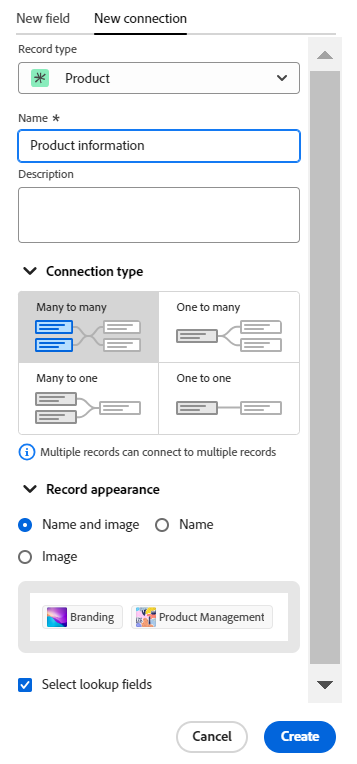 New field New connection
Record type
Product
Name *
Product information
Description
Connection type
Many to many One to many
Many to one One to one
Multiple records can connect to multiple records
Record appearance
Name and image Name
Image
Branding Product Management
Select lookup fields
Cancel Create